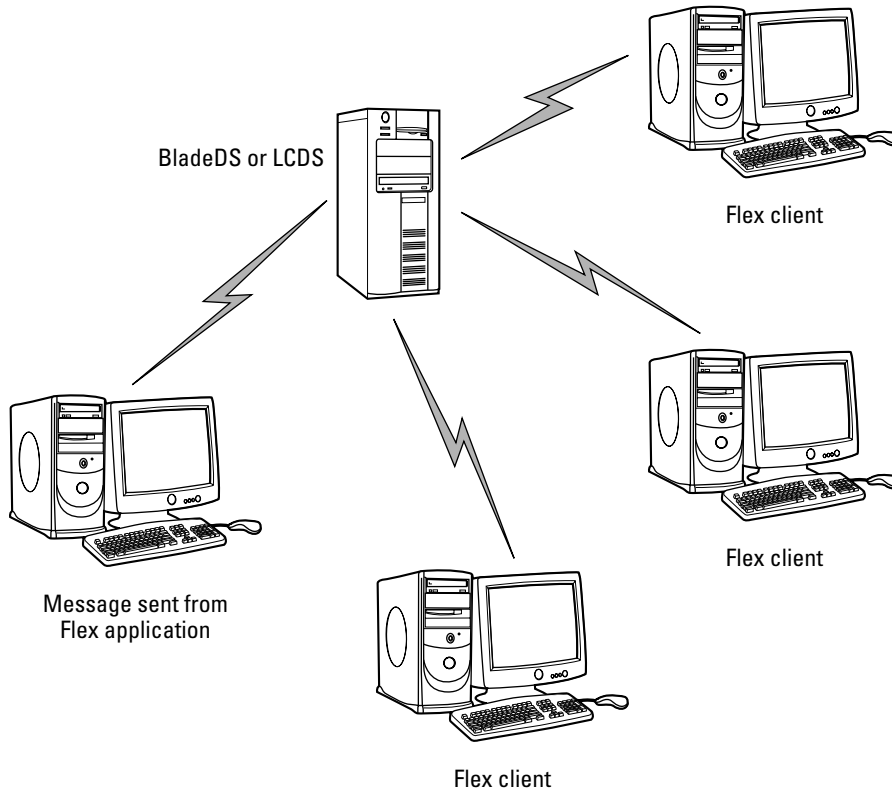 BladeDS or LCDS
Flex client
Flex client
Message sent from
Flex application
Flex client